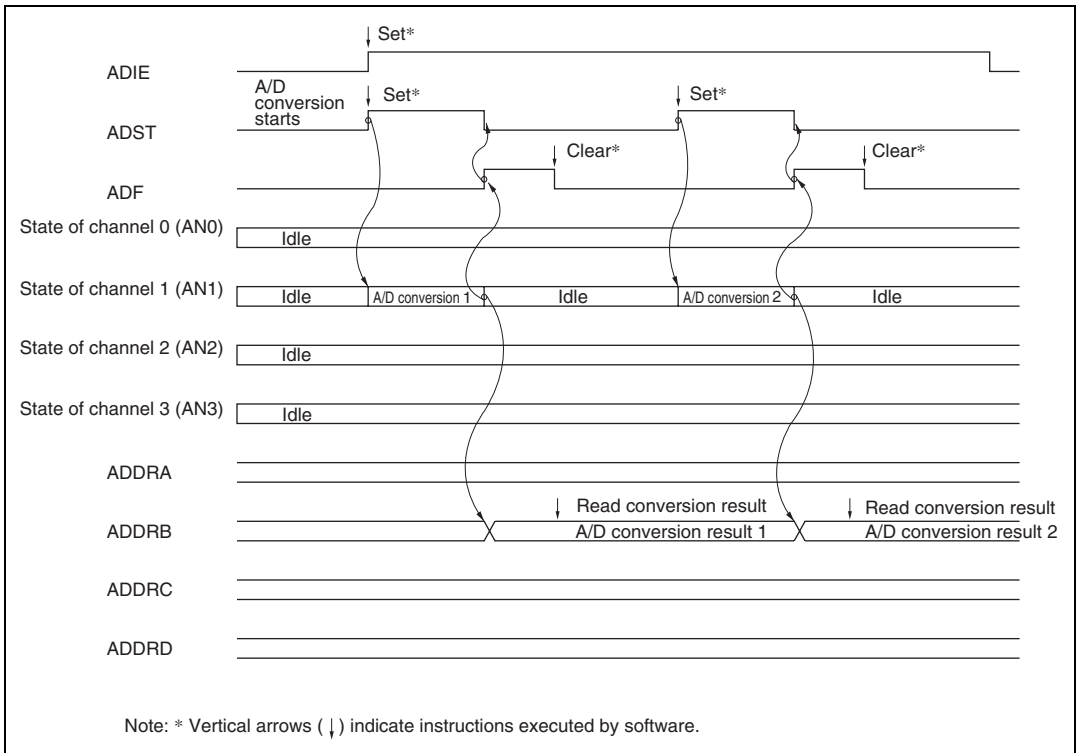 Set*
ADIE
A/D
conversion
starts
Set*
Set*
ADST
Clear*
Clear*
ADF
State of channel 0 (AN0)
Idle
State of channel 1 (AN1)
Idle
A/D conversion 1
Idle
A/D conversion 2
Idle
State of channel 2 (AN2)
Idle
State of channel 3 (AN3)
Idle
ADDRA
Read conversion result
Read conversion result
ADDRB
A/D conversion result 1
A/D conversion result 2
ADDRC
ADDRD
Note: * Vertical arrows (↓) indicate instructions executed by software.